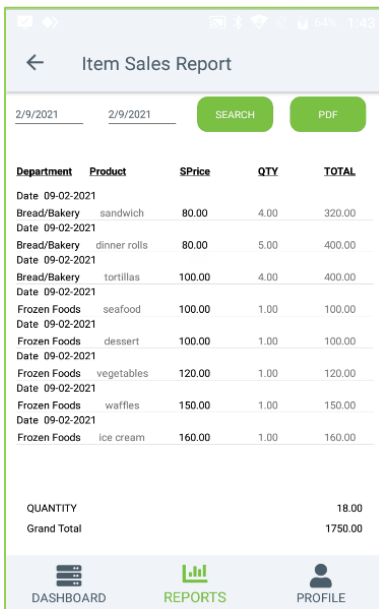 64% 1:43
Item Sales Report
2/9/2021 2/9/2021 SEARCH PDF
Department Product SPrice QTY TOTAL
Date 09-02-2021
Bread/Bakery sandwich 80.00 4.00 320.00
Date 09-02-2021
Bread/Bakery dinner rolls 80.00 5.00 400.00
Date 09-02-2021
Bread/Bakery tortillas 100.00 4.00 400.00
Date 09-02-2021
Frozen Foods seafood 100.00 1.00 100.00
Date 09-02-2021
Frozen Foods dessert 100.00 1.00 100.00
Date 09-02-2021
Frozen Foods vegetables 120.00 1.00 120.00
Date 09-02-2021
Frozen Foods waffles 150.00 1.00 150.00
Date 09-02-2021
Frozen Foods ice cream 160.00 1.00 160.00
QUANTITY 18.00
Grand Total 1750.00
DASHBOARD REPORTS PROFILE